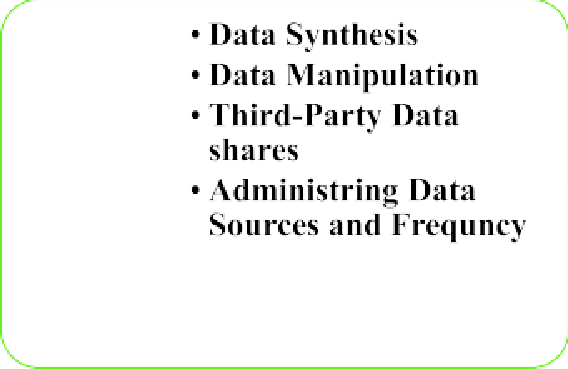 • Data Synthesis
• Data Manipulation
• Third-Party Data
shares
• Administring Data
Sources and Frequncy